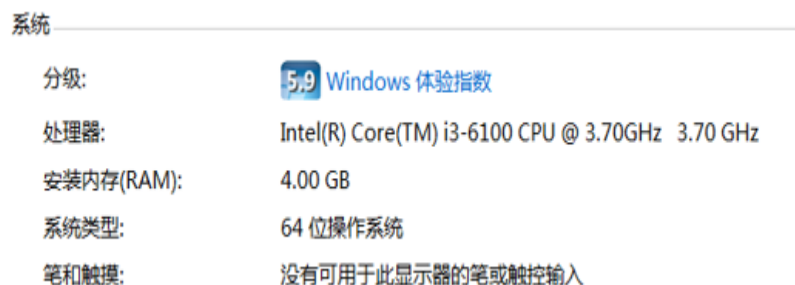 系统
分级: 5.9 Windows 体验指数
处理器: Intel(R) Core(TM) i3-6100 CPU @ 3.70GHz 3.70 GHz
安装内存(RAM): 4.00 GB
系统类型: 64 位操作系统
笔和触摸: 没有可用于此显示器的笔或触控输入